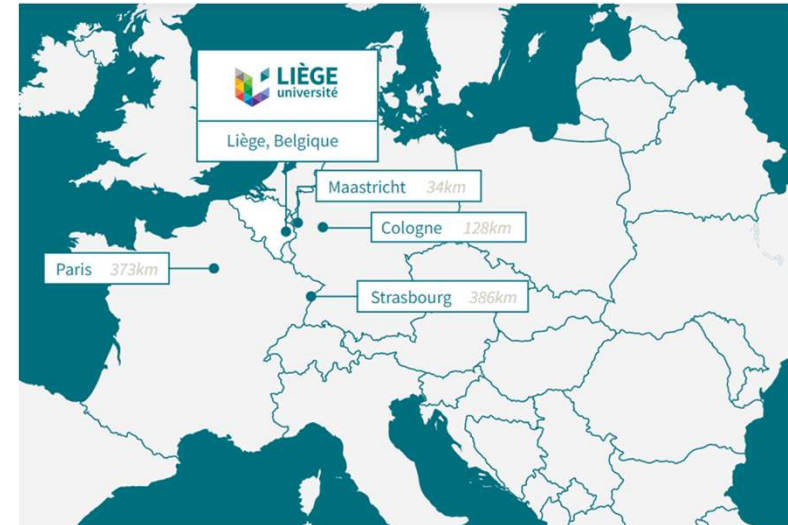 LIÈGE
université
Liège, Belgique
Maastricht 34km
Cologne 128km
Paris 373km
Strasbourg 386km